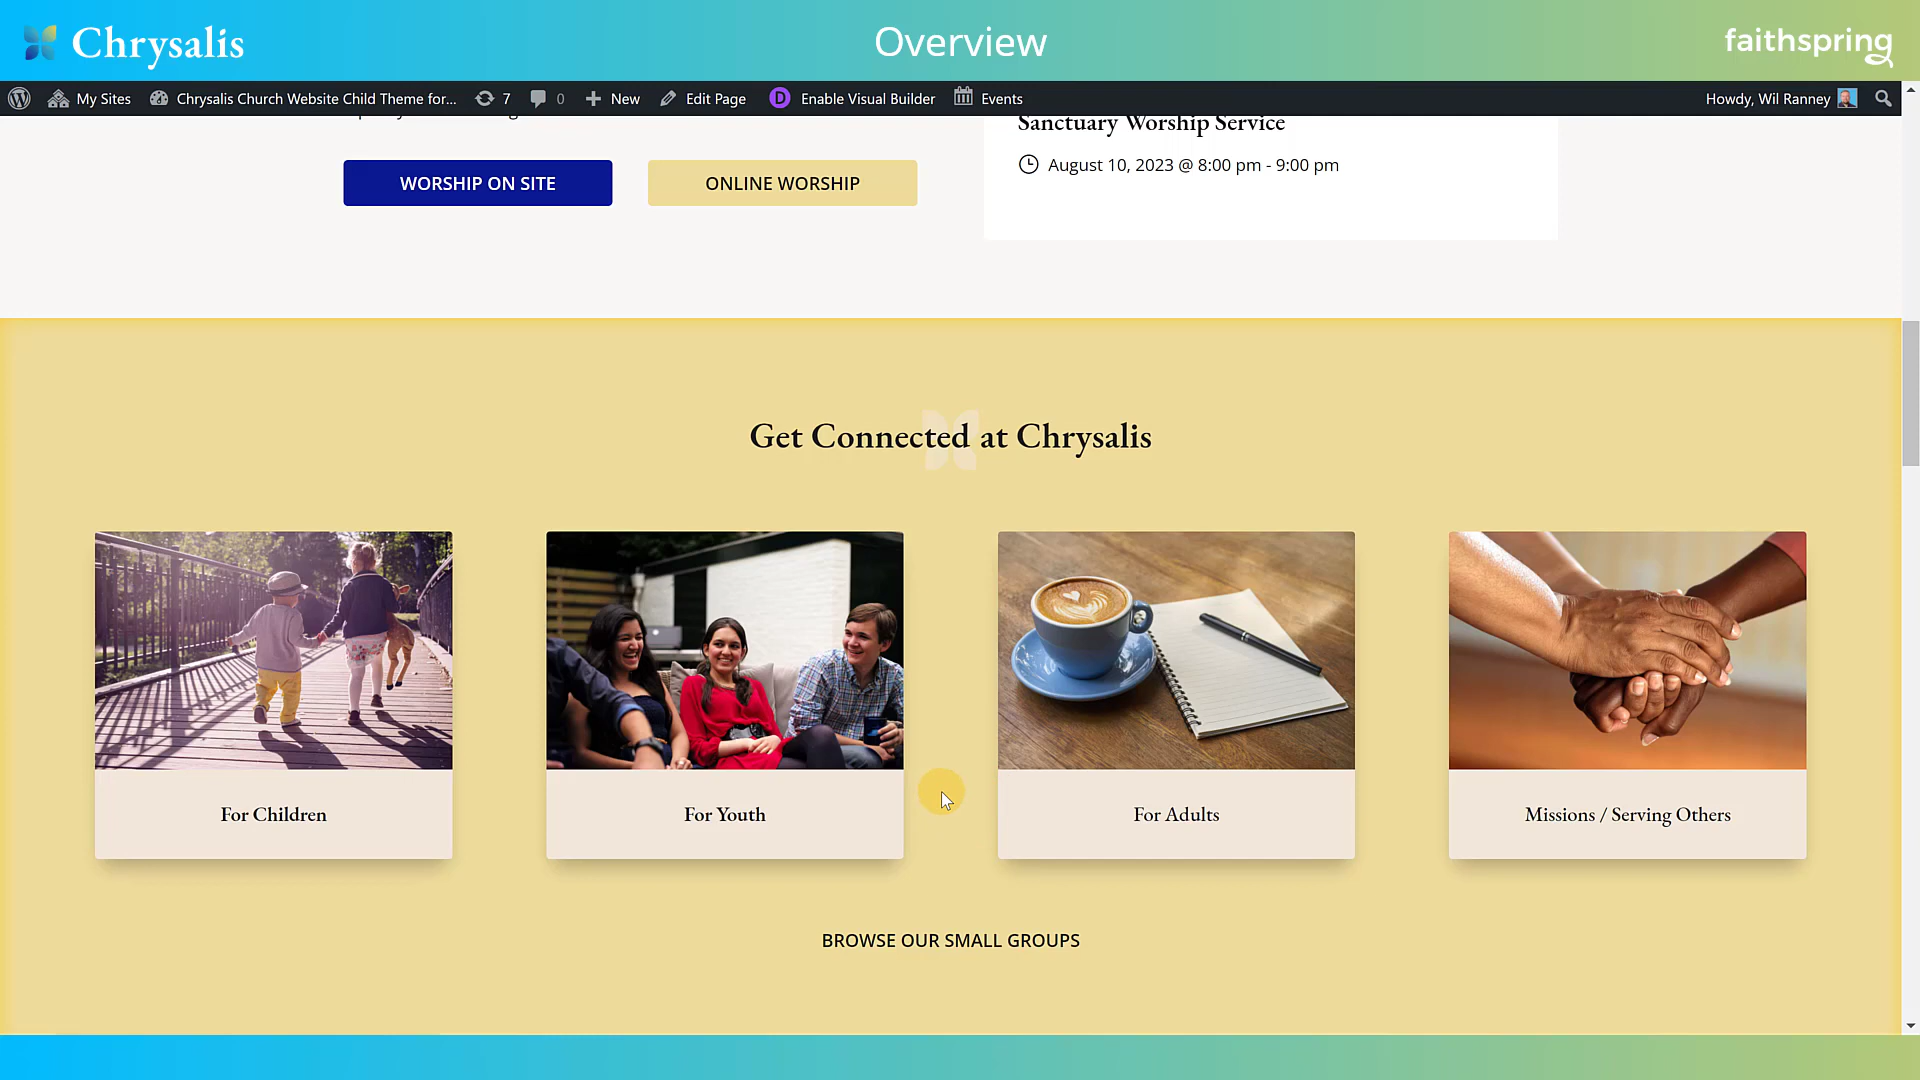 Chrysalis
Overview
faithspring
My Sites
Chrysalis Church Website Child Theme for...
7
0
New
Edit Page
D
Enable Visual Builder
Events
Howdy, Wil Ranney
Sanctuary Worship Service
August 10, 2023 @ 8:00 pm - 9:00 pm
WORSHIP ON SITE
ONLINE WORSHIP
Get Connected at Chrysalis
For Children
For Youth
For Adults
Missions / Serving Others
BROWSE OUR SMALL GROUPS